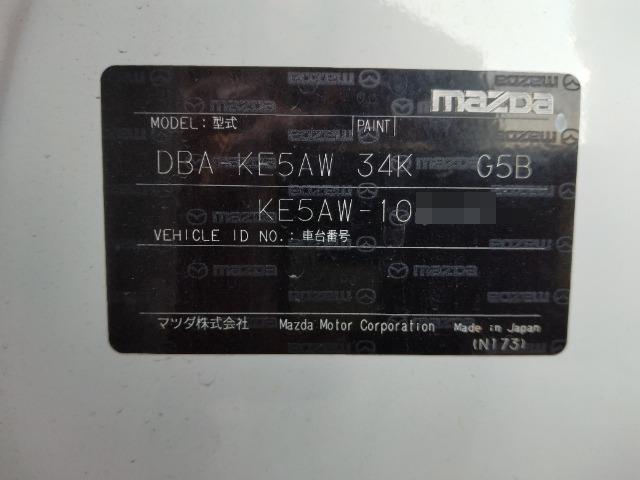 mazda
MODEL: 型式 PAINT
DBA KE5AW 34K G5B
KE5AW-10
VEHICLE ID NO.: 車台番号
マツダ株式会社 Mazda Motor Corporation Made in Japan
(N173)